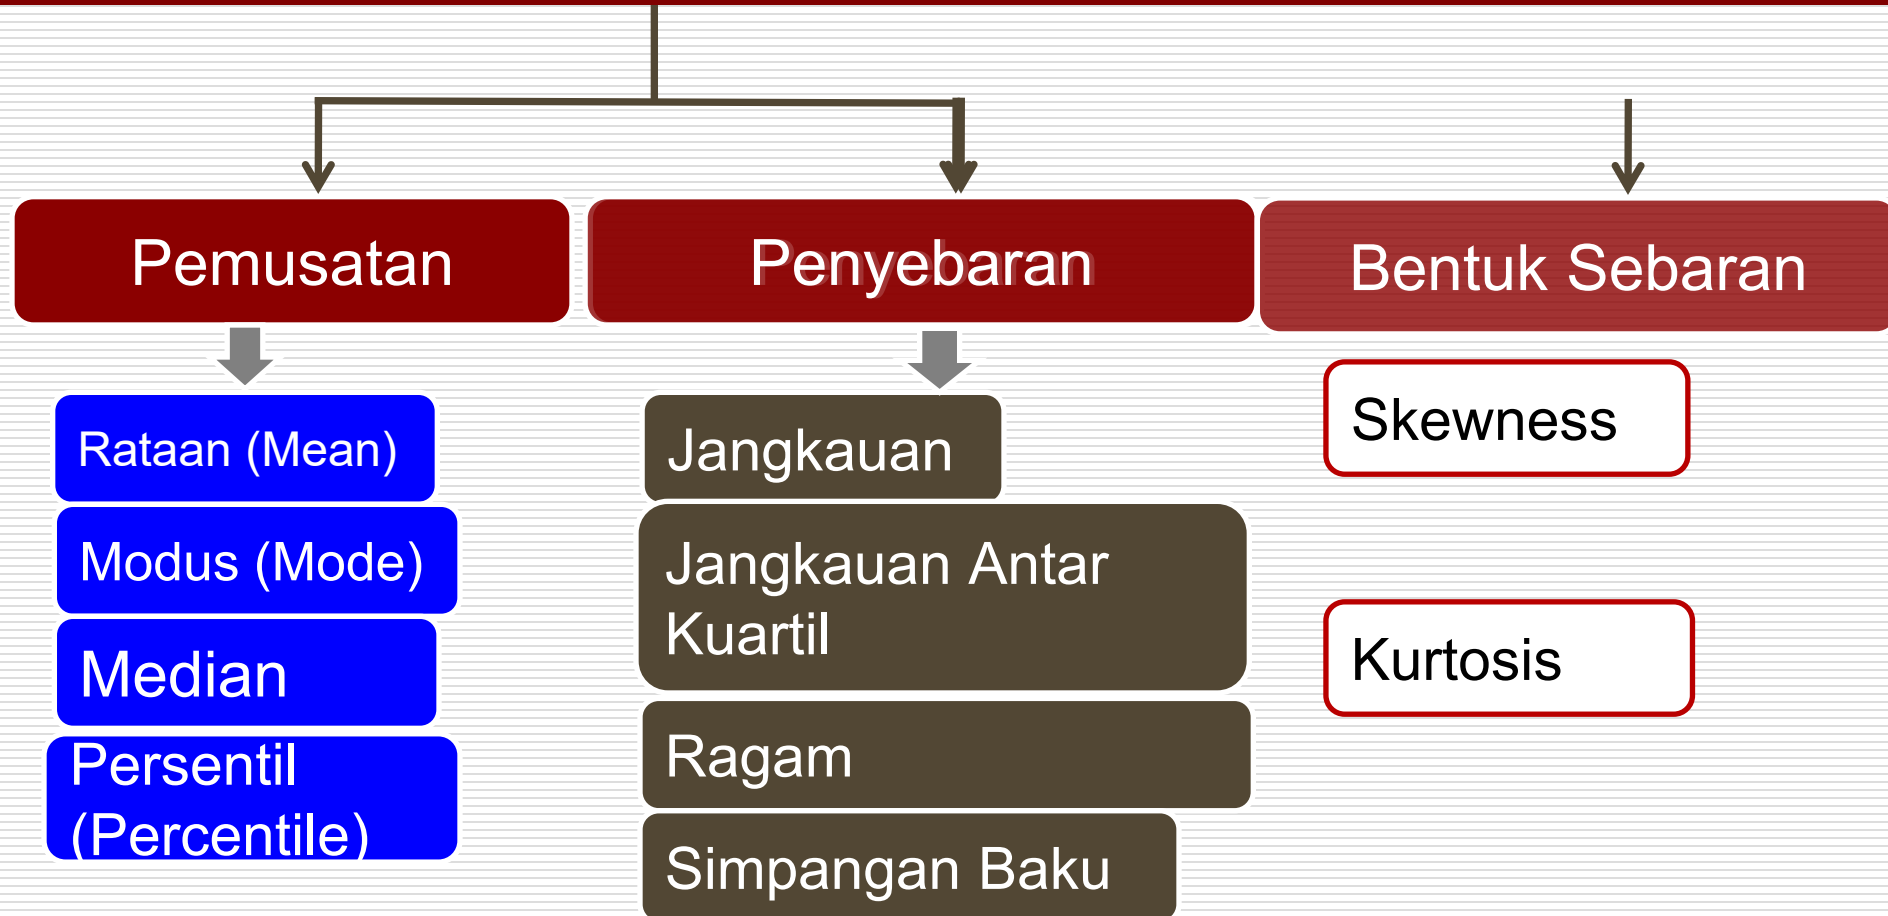 Pemusatan
Penyebaran
Bentuk Sebaran
Rataan (Mean)
Modus (Mode)
Median
Persentil
(Percentile)
Jangkauan
Jangkauan Antar
Kuartil
Ragam
Simpangan Baku
Skewness
Kurtosis